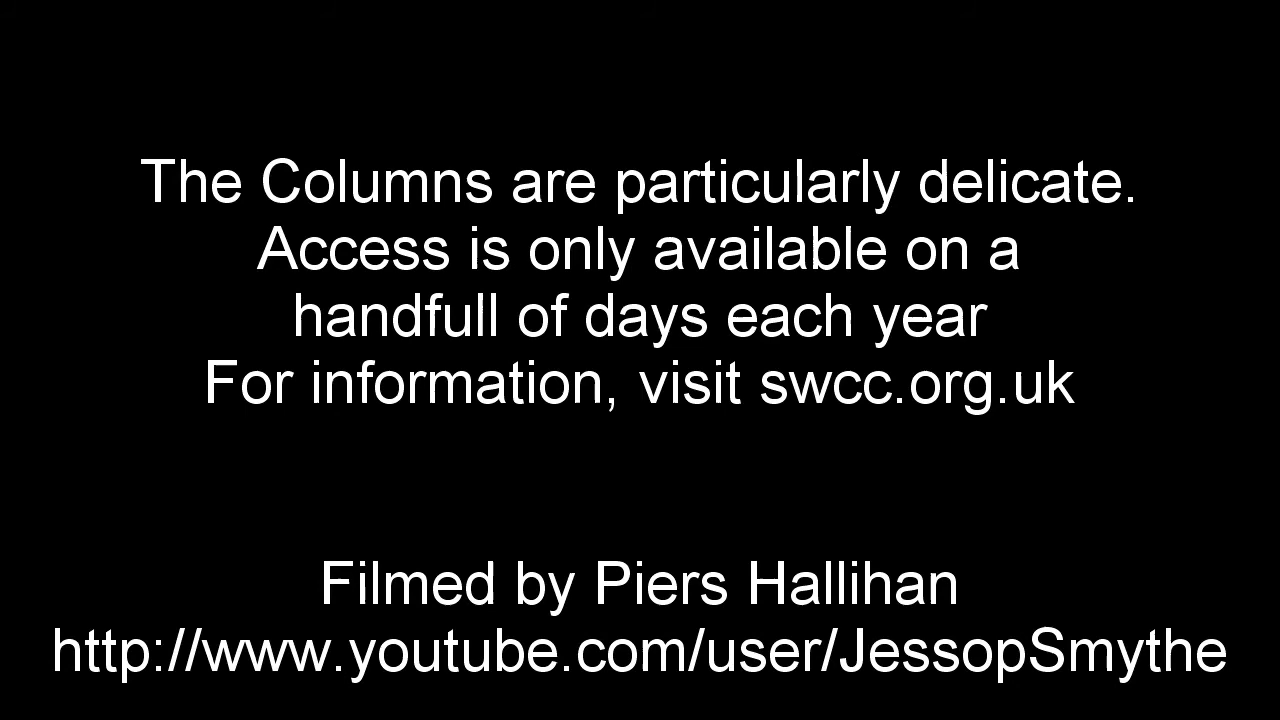 The Columns are particularly delicate.
Access is only available on a
handfull of days each year
For information, visit swcc.org.uk
Filmed by Piers Hallihan
http://www.youtube.com/user/JessopSmythe